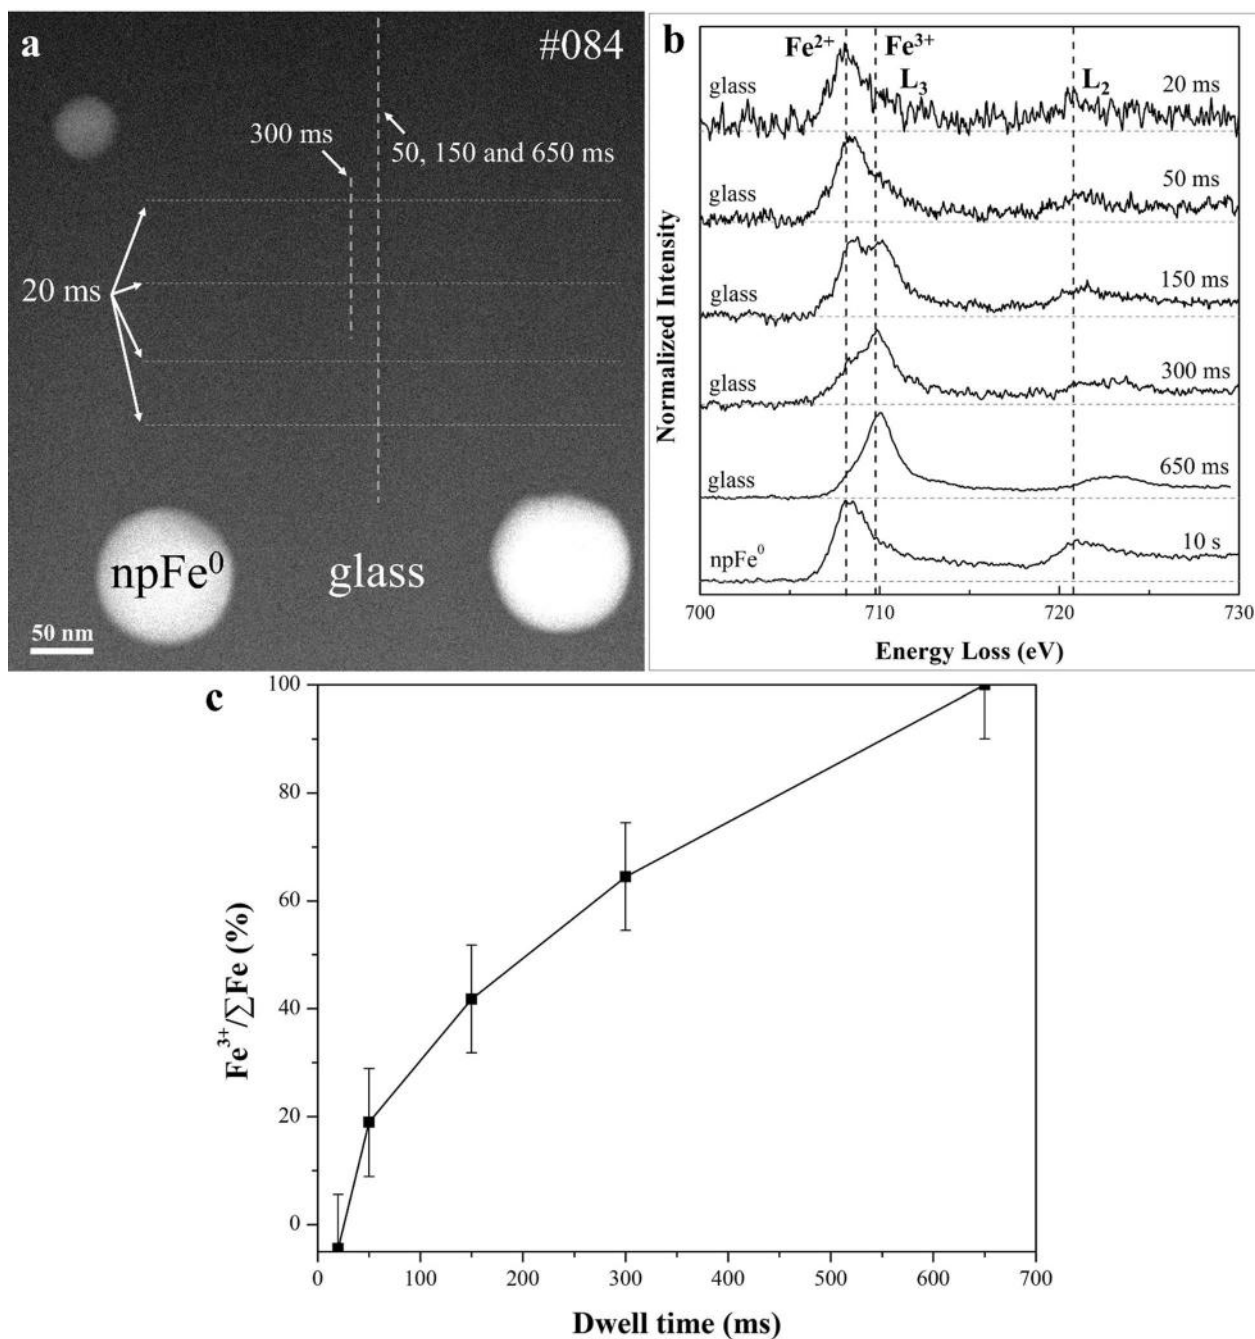 a
#084
300 ms
50, 150 and 650 ms
20 ms
npFe⁰
glass
50 nm
b
Fe²⁺
Fe³⁺
L₃
L₂
glass
20 ms
glass
50 ms
glass
150 ms
glass
300 ms
glass
650 ms
npFe⁰
10 s
Normalized Intensity
700
710
720
730
Energy Loss (eV)
c
100
80
60
40
20
0
Fe³⁺/∑Fe (%)
0
100
200
300
400
500
600
700
Dwell time (ms)